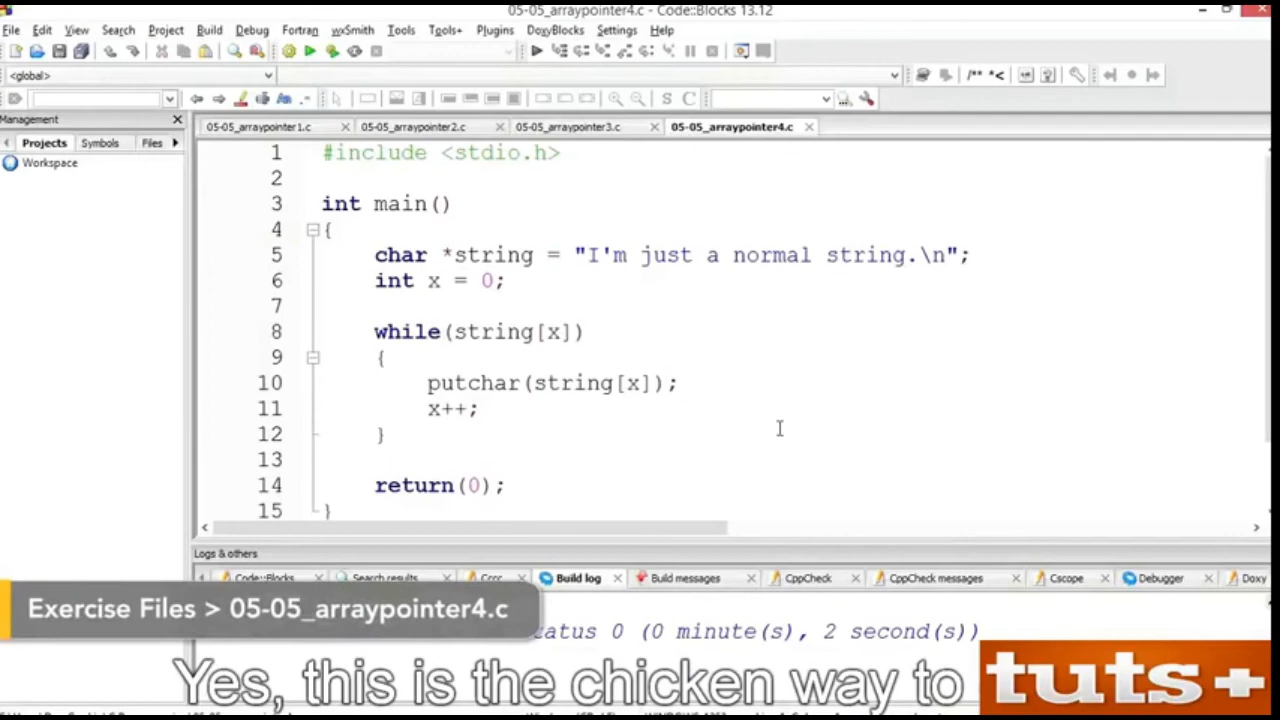 05-05_arraypointer4.c - Code::Blocks 13.12
File Edit View Search Project Build Debug Fortran wxSmith Tools Tools+ Plugins DoxyBlocks Settings Help
<global>
/** *<
S C
Management
05-05_arraypointer1.c 05-05_arraypointer2.c 05-05_arraypointer3.c 05-05_arraypointer4.c
Projects Symbols Files
Workspace
1 #include <stdio.h>
2
3 int main()
4 {
5 char *string = "I'm just a normal string.\n";
6 int x = 0;
7
8 while(string[x])
9 {
10 putchar(string[x]);
11 x++;
12 }
13
14 return(0);
15 }
Logs & others
Code::Blocks Search results Cccc Build log Build messages CppCheck CppCheck messages Cscope Debugger Doxy
Exercise Files > 05-05_arraypointer4.c
tatus 0 (0 minute(s), 2 second(s))
Yes, this is the chicken way to
tuts+